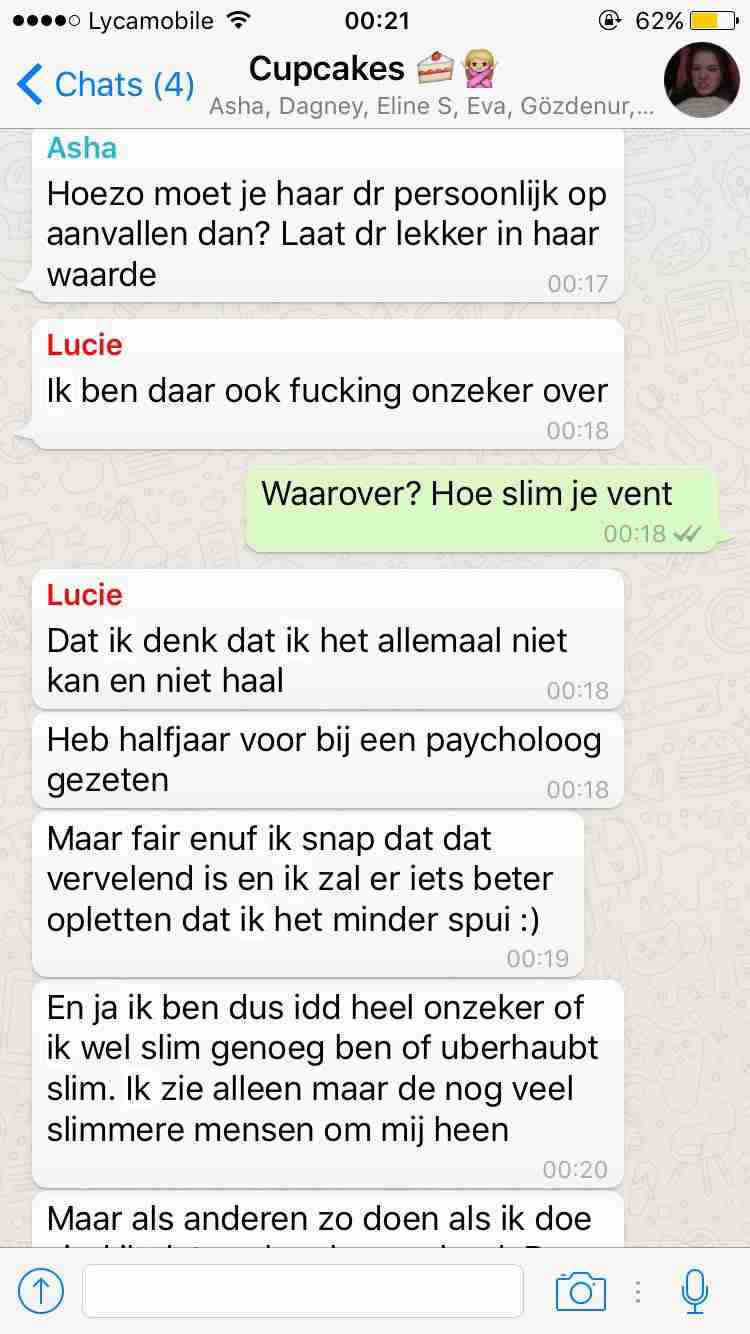 Lycamobile 00:21 62%
Chats (4) Cupcakes 🍰🙅🏼
Asha, Dagney, Eline S, Eva, Gözdenur,...
Asha
Hoezo moet je haar dr persoonlijk op
aanvallen dan? Laat dr lekker in haar
waarde
00:17
Lucie
Ik ben daar ook fucking onzeker over
00:18
Waarover? Hoe slim je vent
00:18
Lucie
Dat ik denk dat ik het allemaal niet
kan en niet haal
00:18
Heb halfjaar voor bij een paycholoog
gezeten
00:18
Maar fair enuf ik snap dat dat
vervelend is en ik zal er iets beter
opletten dat ik het minder spui :)
00:19
En ja ik ben dus idd heel onzeker of
ik wel slim genoeg ben of uberhaubt
slim. Ik zie alleen maar de nog veel
slimmere mensen om mij heen
00:20
Maar als anderen zo doen als ik doe